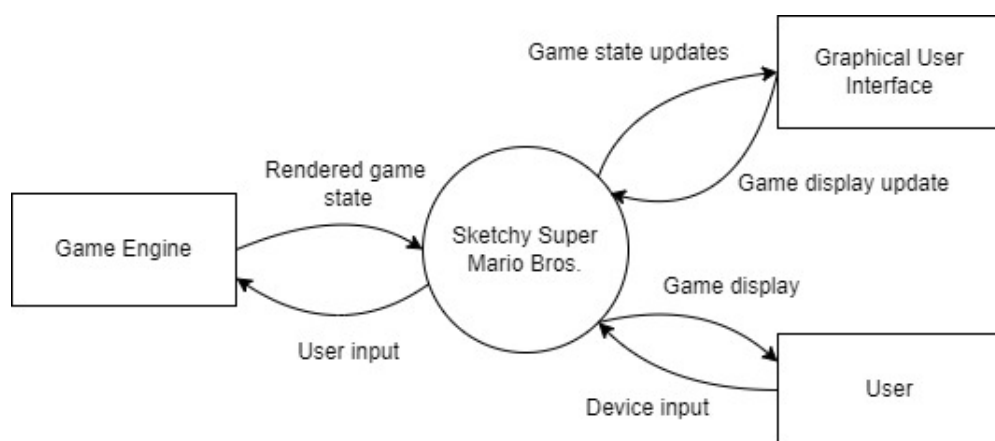 Game state updates
Graphical User
Interface
Rendered game
state
Game display update
Game Engine
Sketchy Super
Mario Bros.
Game display
User input
Device input
User